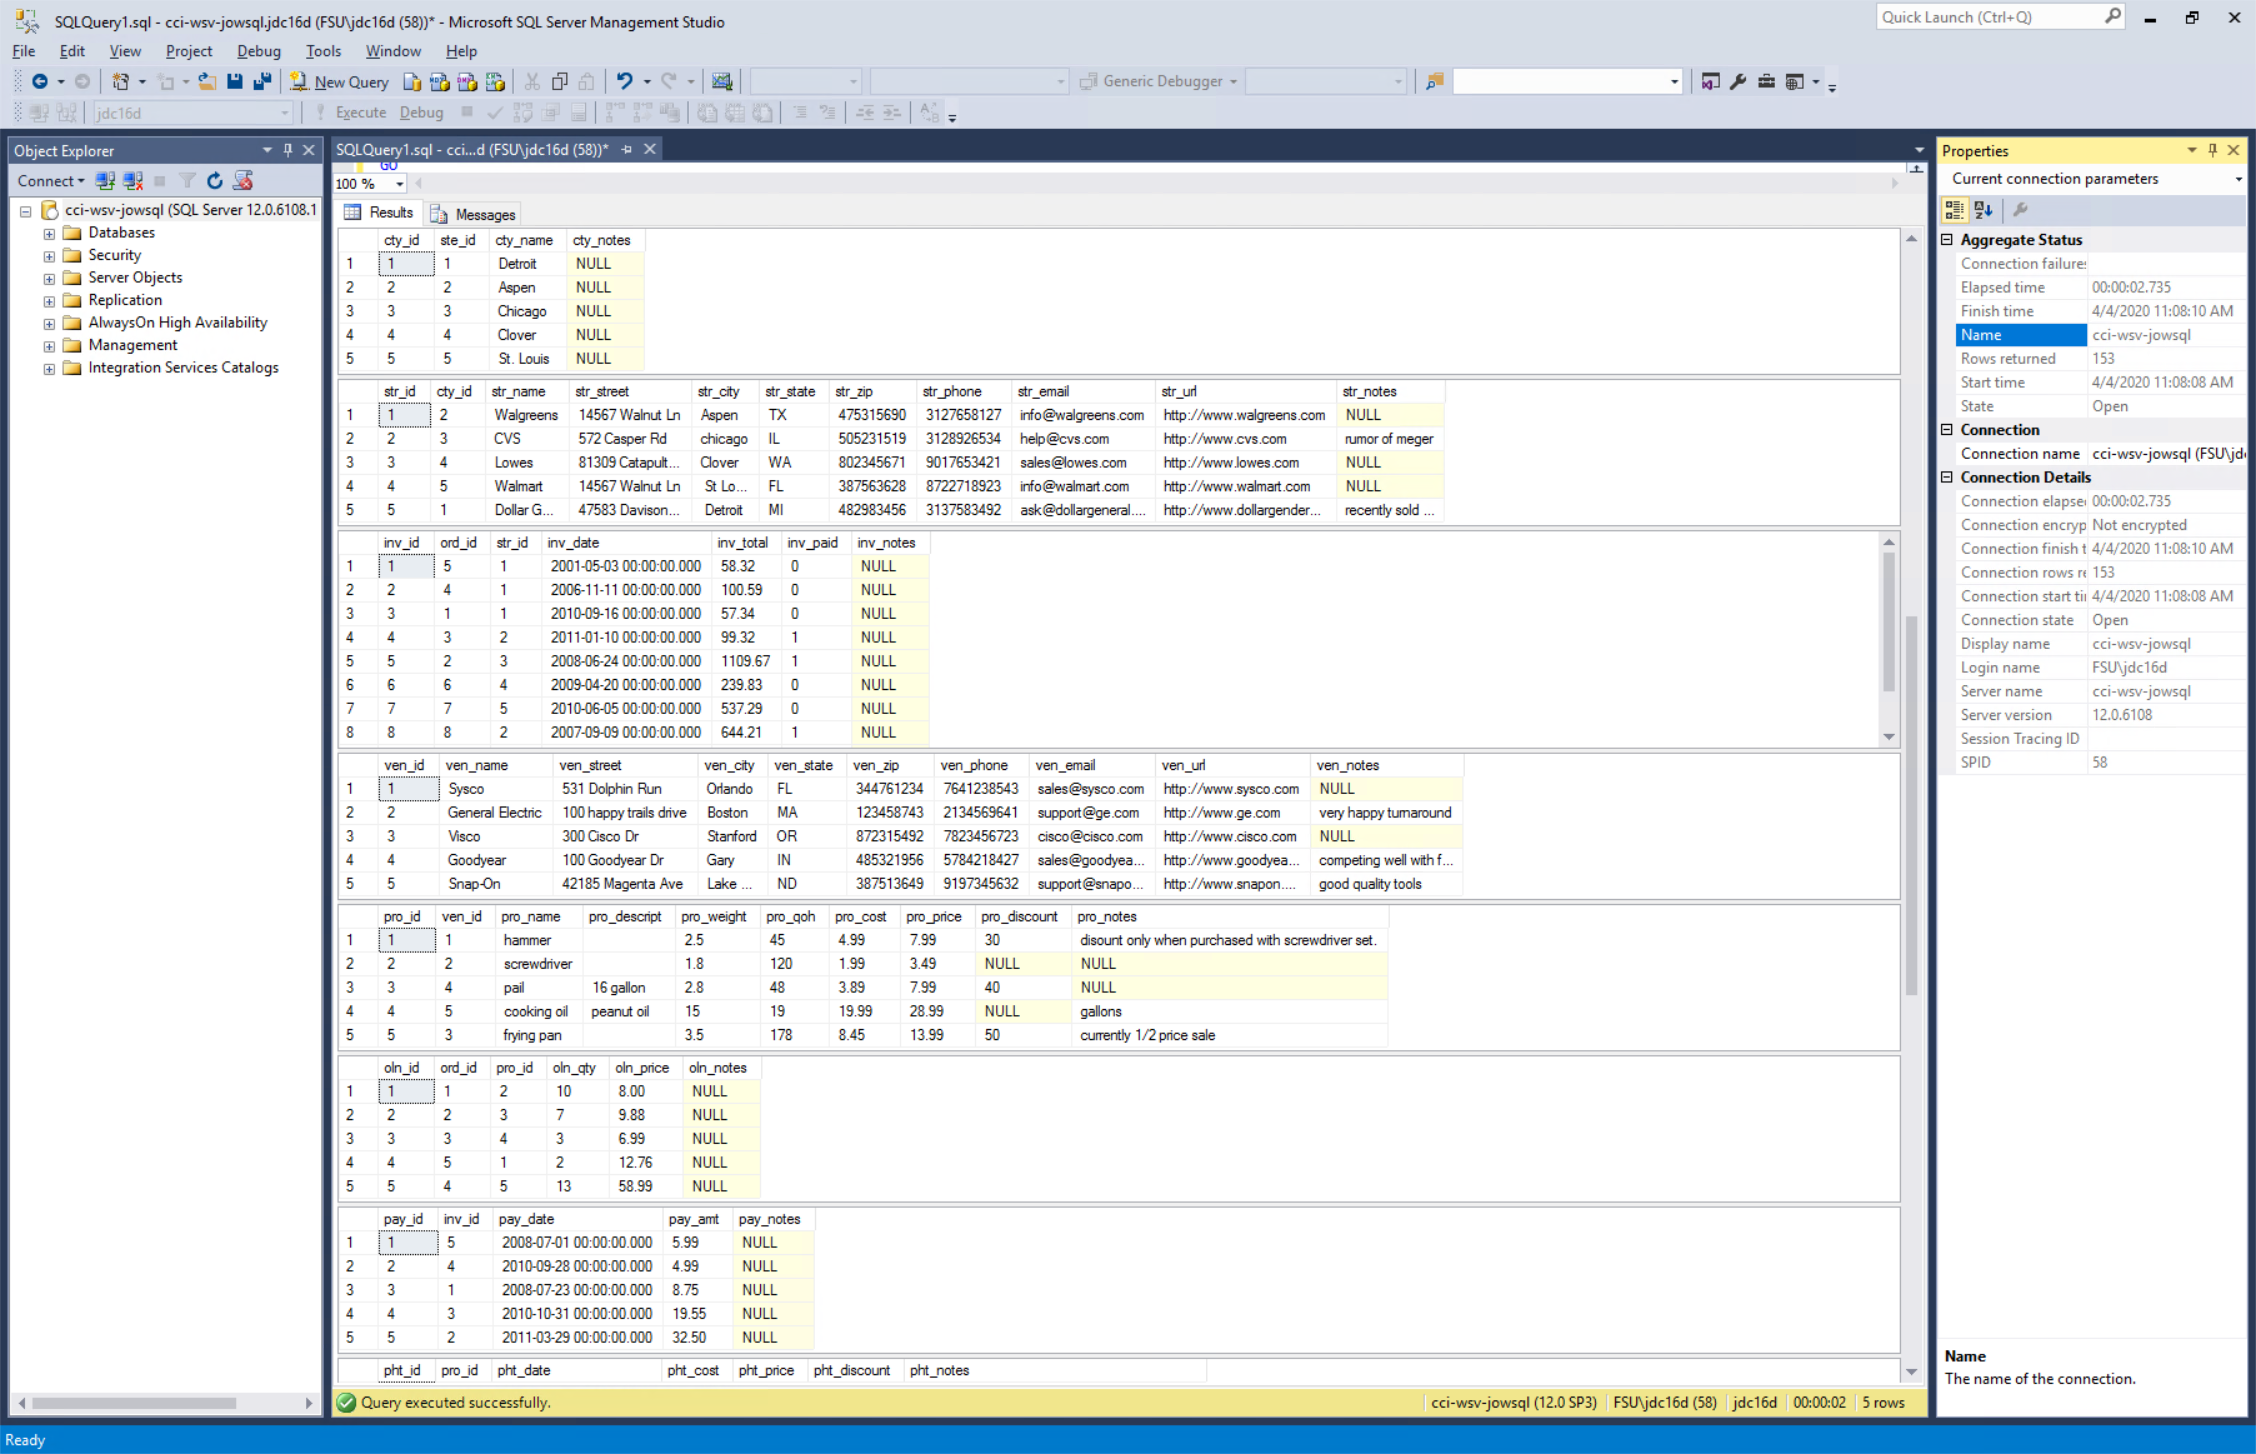 SQLQuery1.sql - cci-wsv-jowsql.jdc16d (FSU\jdc16d (58))* - Microsoft SQL Server Management Studio
Quick Launch (Ctrl+Q)
File Edit View Project Debug Tools Window Help
New Query Generic Debugger
jdc16d Execute Debug
Object Explorer
Connect
cci-wsv-jowsql (SQL Server 12.0.6108.1
Databases
Security
Server Objects
Replication
AlwaysOn High Availability
Management
Integration Services Catalogs
SQLQuery1.sql - cci...d (FSU\jdc16d (58))*
GO
100 %
Results Messages
cty_id ste_id cty_name cty_notes
1 1 1 Detroit NULL
2 2 2 Aspen NULL
3 3 3 Chicago NULL
4 4 4 Clover NULL
5 5 5 St. Louis NULL
str_id cty_id str_name str_street str_city str_state str_zip str_phone str_email str_url str_notes
1 1 2 Walgreens 14567 Walnut Ln Aspen TX 475315690 3127658127 info@walgreens.com http://www.walgreens.com NULL
2 2 3 CVS 572 Casper Rd chicago IL 505231519 3128926534 help@cvs.com http://www.cvs.com rumor of meger
3 3 4 Lowes 81309 Catapult... Clover WA 802345671 9017653421 sales@lowes.com http://www.lowes.com NULL
4 4 5 Walmart 14567 Walnut Ln St Lo... FL 387563628 8722718923 info@walmart.com http://www.walmart.com NULL
5 5 1 Dollar G... 47583 Davison... Detroit MI 482983456 3137583492 ask@dollargeneral.... http://www.dollargender... recently sold ...
inv_id ord_id str_id inv_date inv_total inv_paid inv_notes
1 1 5 1 2001-05-03 00:00:00.000 58.32 0 NULL
2 2 4 1 2006-11-11 00:00:00.000 100.59 0 NULL
3 3 1 1 2010-09-16 00:00:00.000 57.34 0 NULL
4 4 3 2 2011-01-10 00:00:00.000 99.32 1 NULL
5 5 2 3 2008-06-24 00:00:00.000 1109.67 1 NULL
6 6 6 4 2009-04-20 00:00:00.000 239.83 0 NULL
7 7 7 5 2010-06-05 00:00:00.000 537.29 0 NULL
8 8 8 2 2007-09-09 00:00:00.000 644.21 1 NULL
ven_id ven_name ven_street ven_city ven_state ven_zip ven_phone ven_email ven_url ven_notes
1 1 Sysco 531 Dolphin Run Orlando FL 344761234 7641238543 sales@sysco.com http://www.sysco.com NULL
2 2 General Electric 100 happy trails drive Boston MA 123458743 2134569641 support@ge.com http://www.ge.com very happy turnaround
3 3 Visco 300 Cisco Dr Stanford OR 872315492 7823456723 cisco@cisco.com http://www.cisco.com NULL
4 4 Goodyear 100 Goodyear Dr Gary IN 485321956 5784218427 sales@goodyea... http://www.goodyea... competing well with f...
5 5 Snap-On 42185 Magenta Ave Lake ... ND 387513649 9197345632 support@snapo... http://www.snapon.... good quality tools
pro_id ven_id pro_name pro_descript pro_weight pro_qoh pro_cost pro_price pro_discount pro_notes
1 1 1 hammer 2.5 45 4.99 7.99 30 disount only when purchased with screwdriver set.
2 2 2 screwdriver 1.8 120 1.99 3.49 NULL NULL
3 3 4 pail 16 gallon 2.8 48 3.89 7.99 40 NULL
4 4 5 cooking oil peanut oil 15 19 19.99 28.99 NULL gallons
5 5 3 frying pan 3.5 178 8.45 13.99 50 currently 1/2 price sale
oln_id ord_id pro_id oln_qty oln_price oln_notes
1 1 1 2 10 8.00 NULL
2 2 2 3 7 9.88 NULL
3 3 3 4 3 6.99 NULL
4 4 5 1 2 12.76 NULL
5 5 4 5 13 58.99 NULL
pay_id inv_id pay_date pay_amt pay_notes
1 1 5 2008-07-01 00:00:00.000 5.99 NULL
2 2 4 2010-09-28 00:00:00.000 4.99 NULL
3 3 1 2008-07-23 00:00:00.000 8.75 NULL
4 4 3 2010-10-31 00:00:00.000 19.55 NULL
5 5 2 2011-03-29 00:00:00.000 32.50 NULL
pht_id pro_id pht_date pht_cost pht_price pht_discount pht_notes
Query executed successfully. cci-wsv-jowsql (12.0 SP3) FSU\jdc16d (58) jdc16d 00:00:02 5 rows
Properties
Current connection parameters
Aggregate Status
Connection failures
Elapsed time 00:00:02.735
Finish time 4/4/2020 11:08:10 AM
Name cci-wsv-jowsql
Rows returned 153
Start time 4/4/2020 11:08:08 AM
State Open
Connection
Connection name cci-wsv-jowsql (FSU\jd
Connection Details
Connection elapse 00:00:02.735
Connection encryp Not encrypted
Connection finish t 4/4/2020 11:08:10 AM
Connection rows re 153
Connection start ti 4/4/2020 11:08:08 AM
Connection state Open
Display name cci-wsv-jowsql
Login name FSU\jdc16d
Server name cci-wsv-jowsql
Server version 12.0.6108
Session Tracing ID
SPID 58
Name
The name of the connection.
Ready